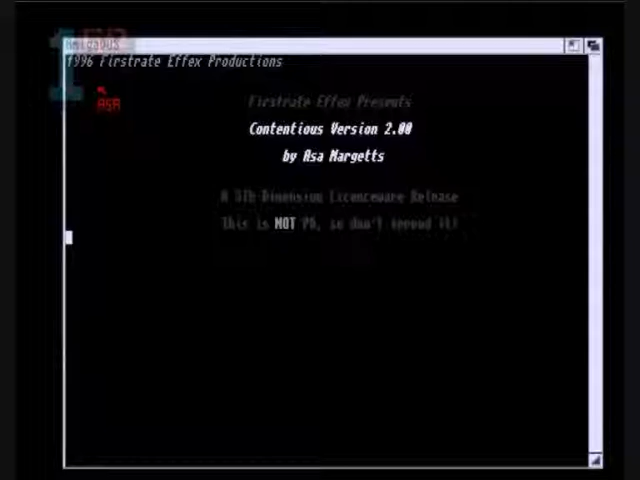 AmigaDOS
1996 Firstrate Effex Productions
ASA
Firstrate Effex Presents
Contentious Version 2.00
by Asa Margetts
A 5th Dimension Licenceware Release
This is NOT PD, so don't spread it!